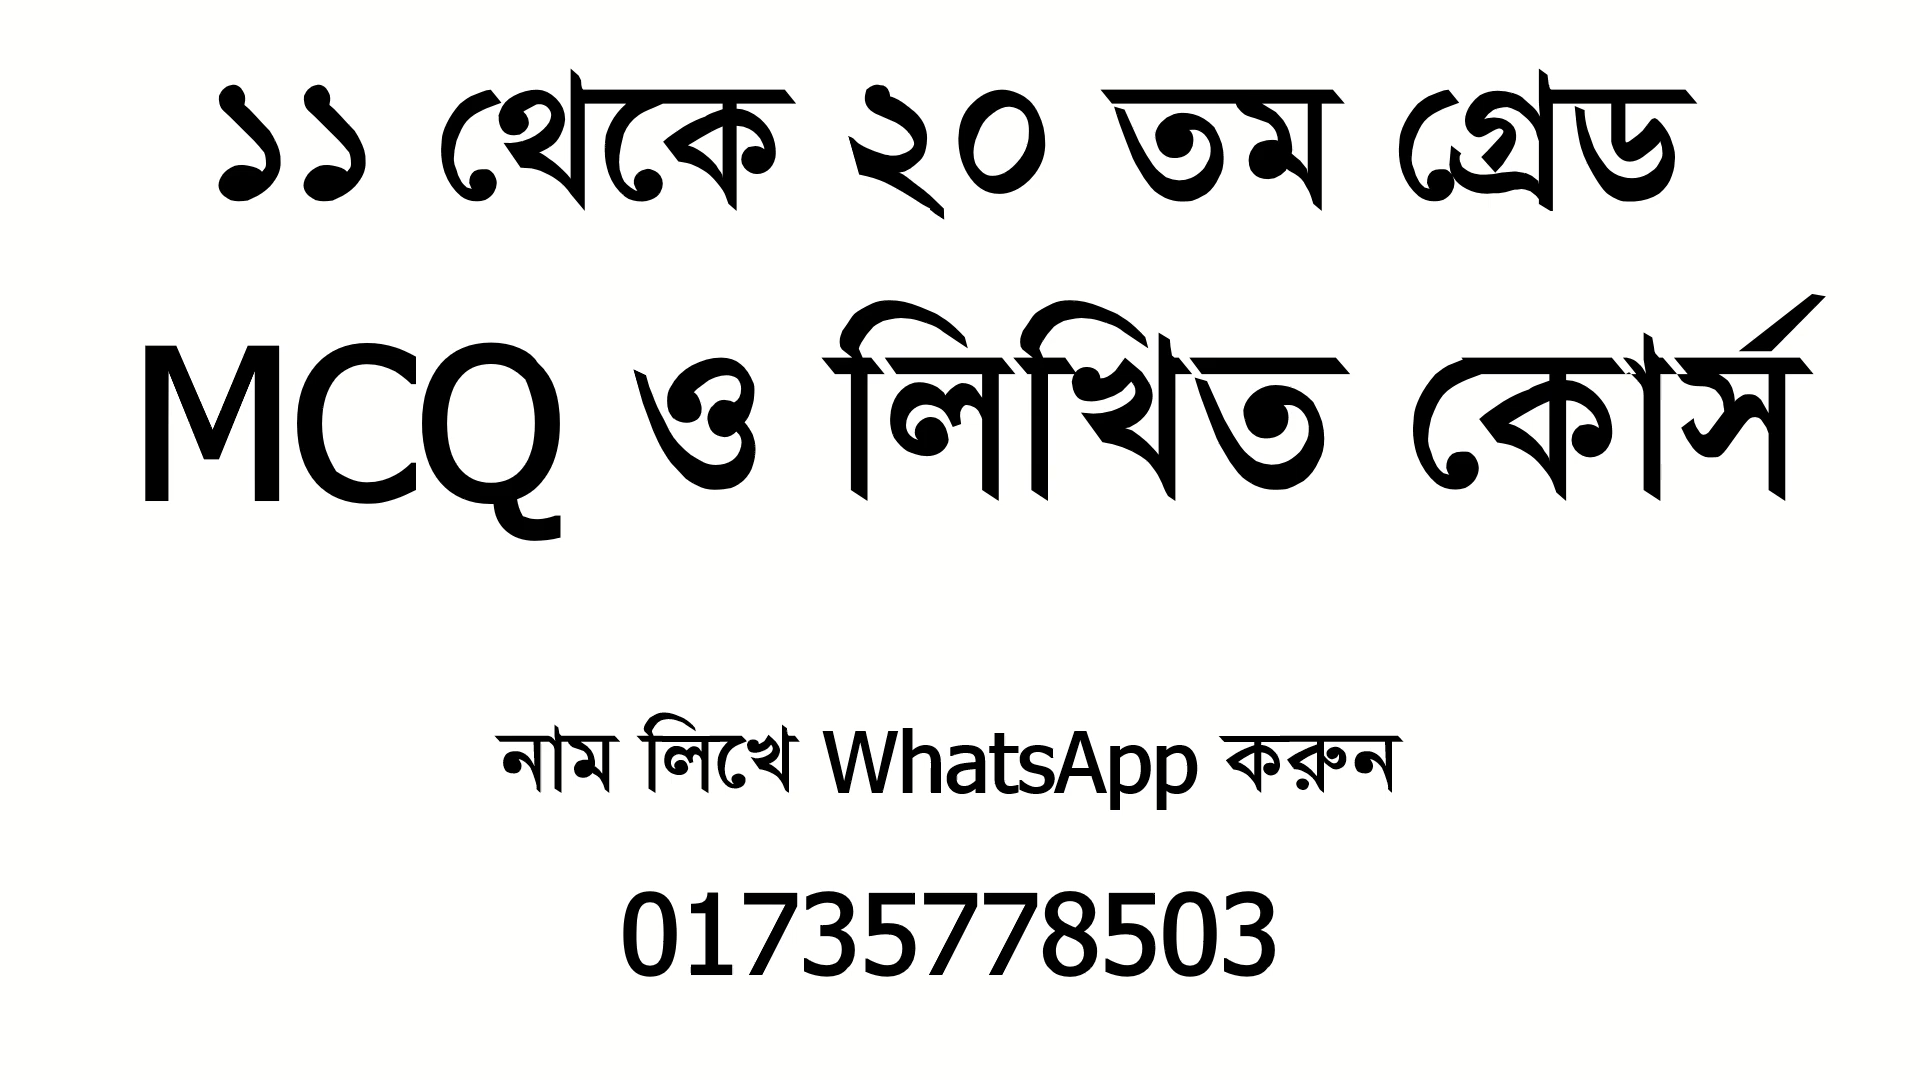 ১১ থেকে ২০ তম গ্রেড
MCQ ও লিখিত কোর্স
নাম লিখে WhatsApp করুন
01735778503